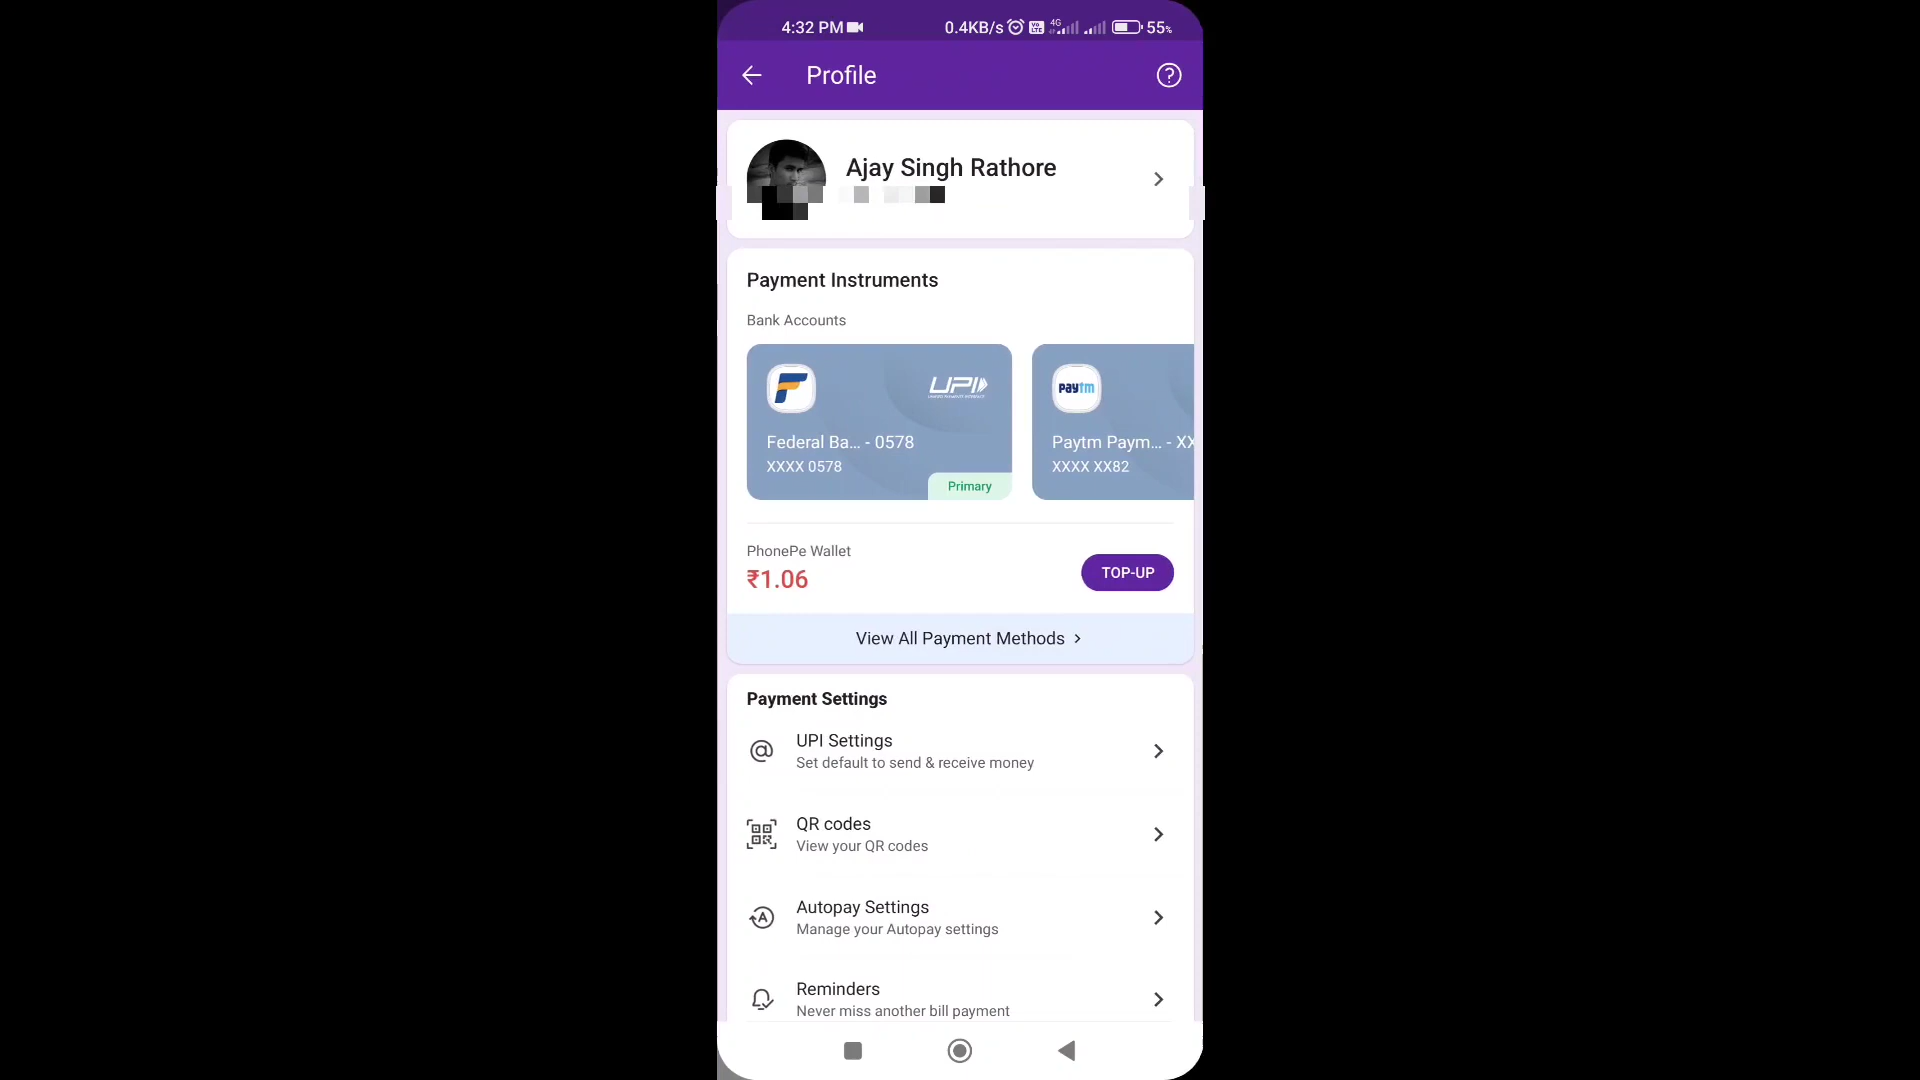 4:32 PM
0.4KB/s
4G
55%
Profile
Ajay Singh Rathore
Payment Instruments
Bank Accounts
UPI
Federal Ba... - 0578
XXXX 0578
Primary
paytm
Paytm Paym... - XX
XXXX XX82
PhonePe Wallet
₹1.06
TOP-UP
View All Payment Methods
Payment Settings
UPI Settings
Set default to send & receive money
QR codes
View your QR codes
Autopay Settings
Manage your Autopay settings
Reminders
Never miss another bill payment